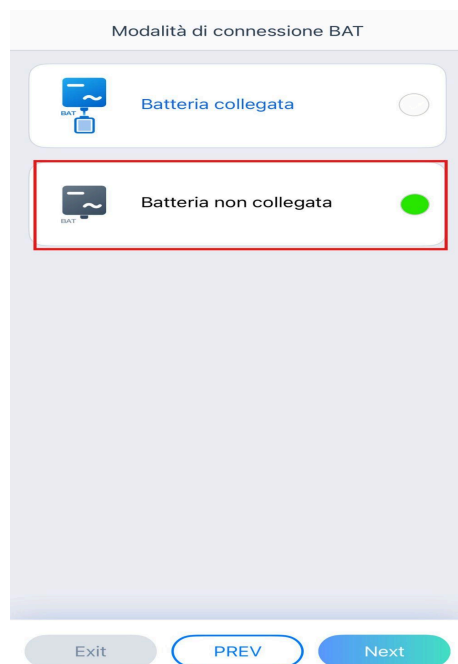 Modalità di connessione BAT
Batteria collegata
BAT
Batteria non collegata
BAT
Exit
PREV
Next